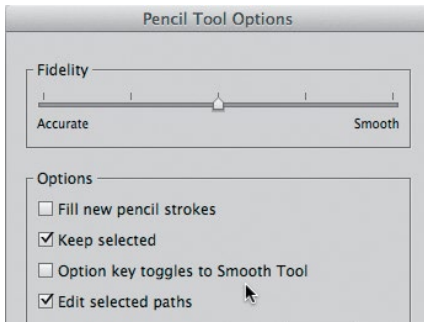 Pencil Tool Options
Fidelity
Accurate Smooth
Options
Fill new pencil strokes
Keep selected
Option key toggles to Smooth Tool
Edit selected paths